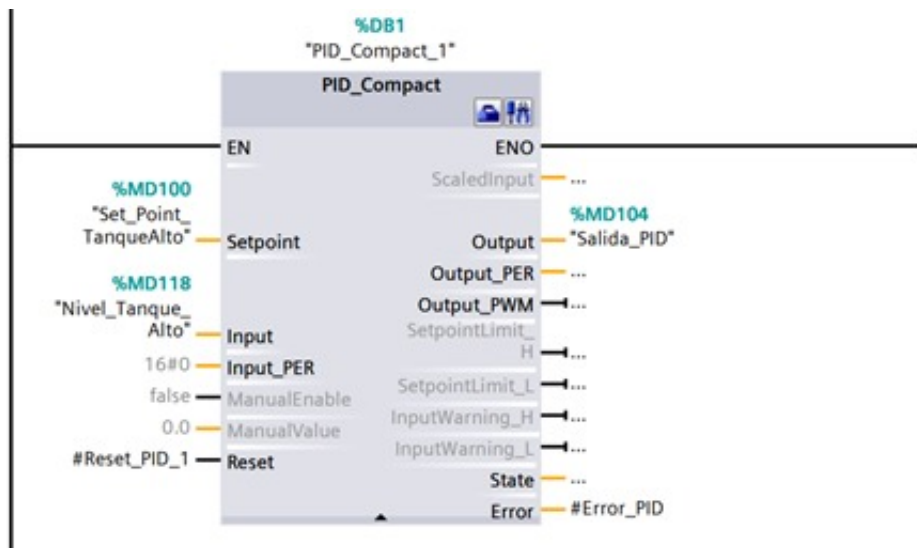 %DB1
"PID_Compact_1"
PID_Compact
EN
ENO
ScaledInput
...
%MD100
"Set_Point_
TanqueAlto"
Setpoint
%MD104
Output
"Salida_PID"
Output_PER
...
%MD118
"Nivel_Tanque_
Alto"
Input
Output_PWM
...
SetpointLimit_
H
...
16#0
Input_PER
SetpointLimit_L
...
false
ManualEnable
InputWarning_H
...
0.0
ManualValue
InputWarning_L
...
#Reset_PID_1
Reset
State
...
Error
#Error_PID